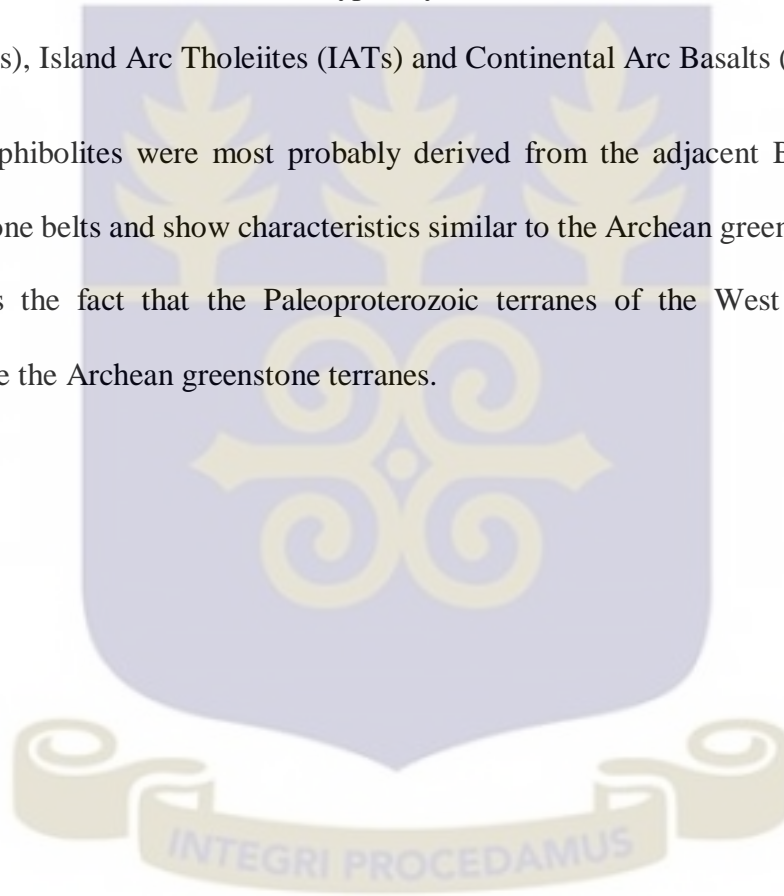 s), Island Arc Tholeiites (IATs) and Continental Arc Basalts (
phibolites were most probably derived from the adjacent
one belts and show characteristics similar to the Archean green
s the fact that the Paleoproterozoic terranes of the West
e the Archean greenstone terranes.
INTEGRI PROCEDAMUS